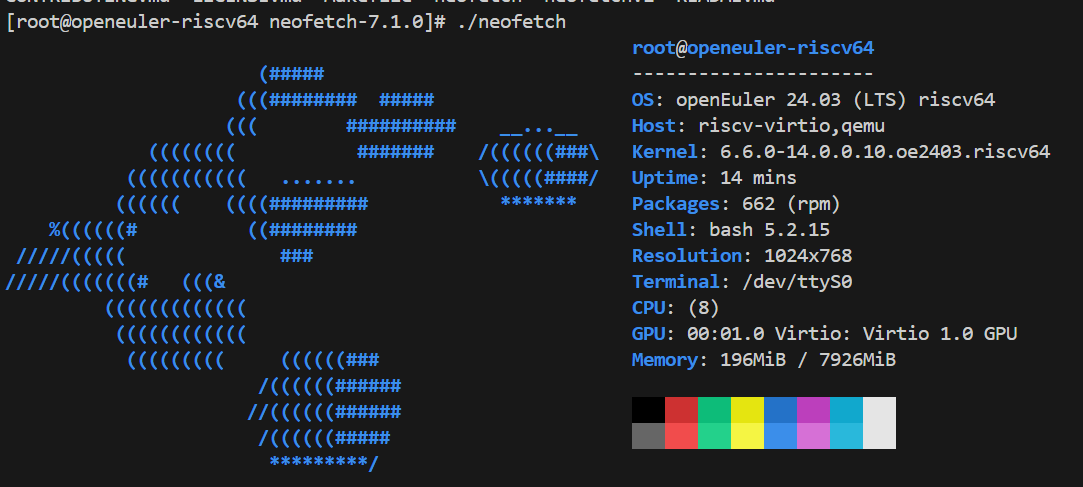 [root@openeuler-riscv64 neofetch-7.1.0]# ./neofetch
root@openeuler-riscv64
----------------------
OS: openEuler 24.03 (LTS) riscv64
Host: riscv-virtio,qemu
Kernel: 6.6.0-14.0.0.10.oe2403.riscv64
Uptime: 14 mins
Packages: 662 (rpm)
Shell: bash 5.2.15
Resolution: 1024x768
Terminal: /dev/ttyS0
CPU: (8)
GPU: 00:01.0 Virtio: Virtio 1.0 GPU
Memory: 196MiB / 7926MiB